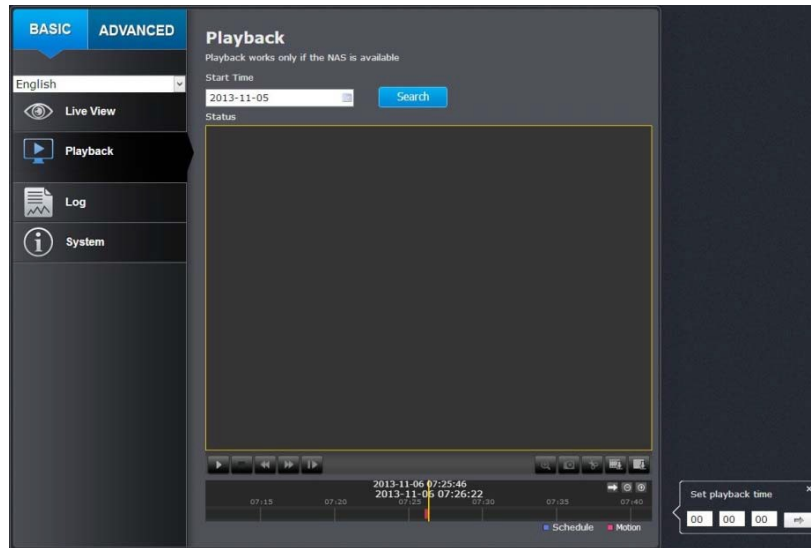 BASIC ADVANCED
English
Live View
Playback
Log
System
Playback
Playback works only if the NAS is available
Start Time
2013-11-05 Search
Status
2013-11-06 07:25:46
2013-11-06 07:26:22
07:15 07:20 07:25 07:30 07:35 07:40
Schedule Motion
Set playback time x
00 00 00